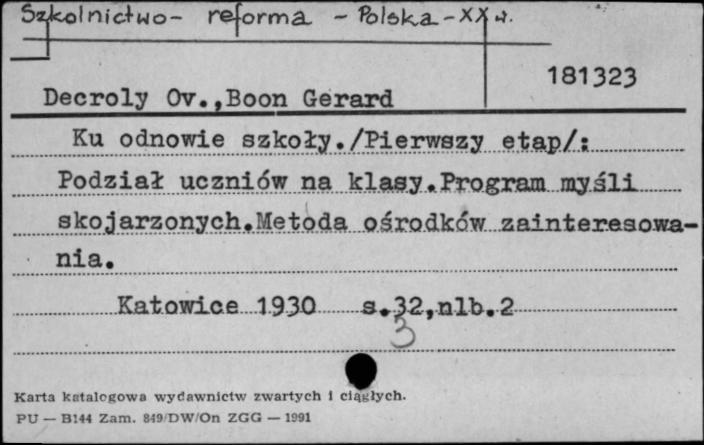 Szkolnictwo - reforma - Polska - XX w.
181323
Decroly Ov.,Boon Gerard
Ku odnowie szkoły./Pierwszy etap/:
Podział uczniów na klasy.Program myśli
skojarzonych.Metoda ośrodków zainteresowa-
nia.
Katowice 1930 s.32,nlb.2
3
Karta katalogowa wydawnictw zwartych i ciągłych.
PU — B144 Zam. 849/DW/On ZGG — 1991